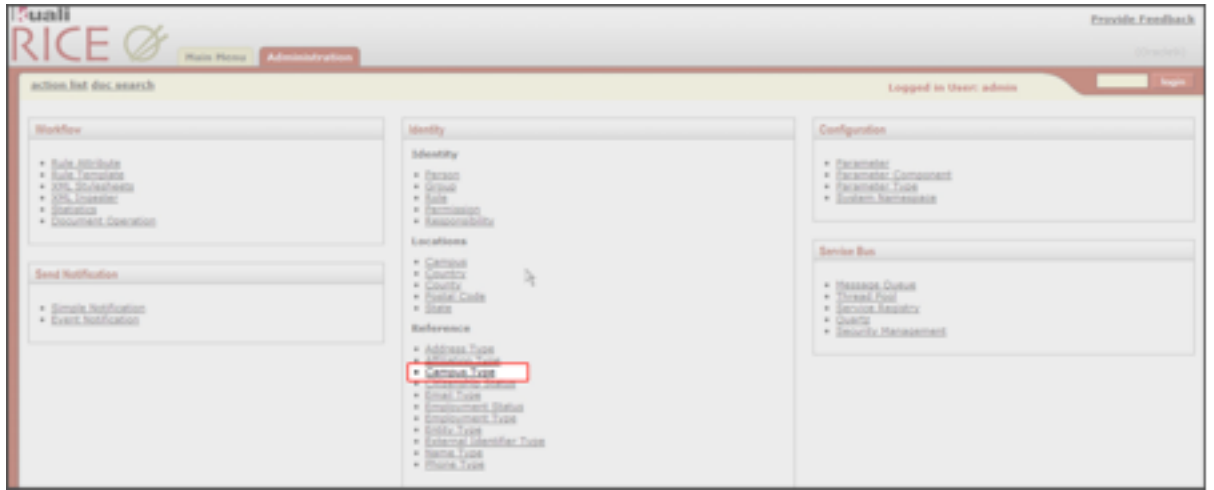 Kuali
RICE
Main Menu
Administration
Provide Feedback
action list doc search
Logged in User: admin
login
Workflow
Rule Attribute
Rule Template
XML Stylesheets
XML Ingester
Statistics
Document Operation
Send Notification
Simple Notification
Event Notification
Identity
Identity
Person
Group
Role
Permission
Responsibility
Locations
Campus
Country
County
Postal Code
State
Reference
Address Type
Affiliation Type
Campus Type
Citizenship Status
Email Type
Employment Status
Employment Type
Entity Type
External Identifier Type
Name Type
Phone Type
Configuration
Parameter
Parameter Component
Parameter Type
System Namespace
Service Bus
Message Queue
Thread Pool
Service Registry
Quartz
Security Management